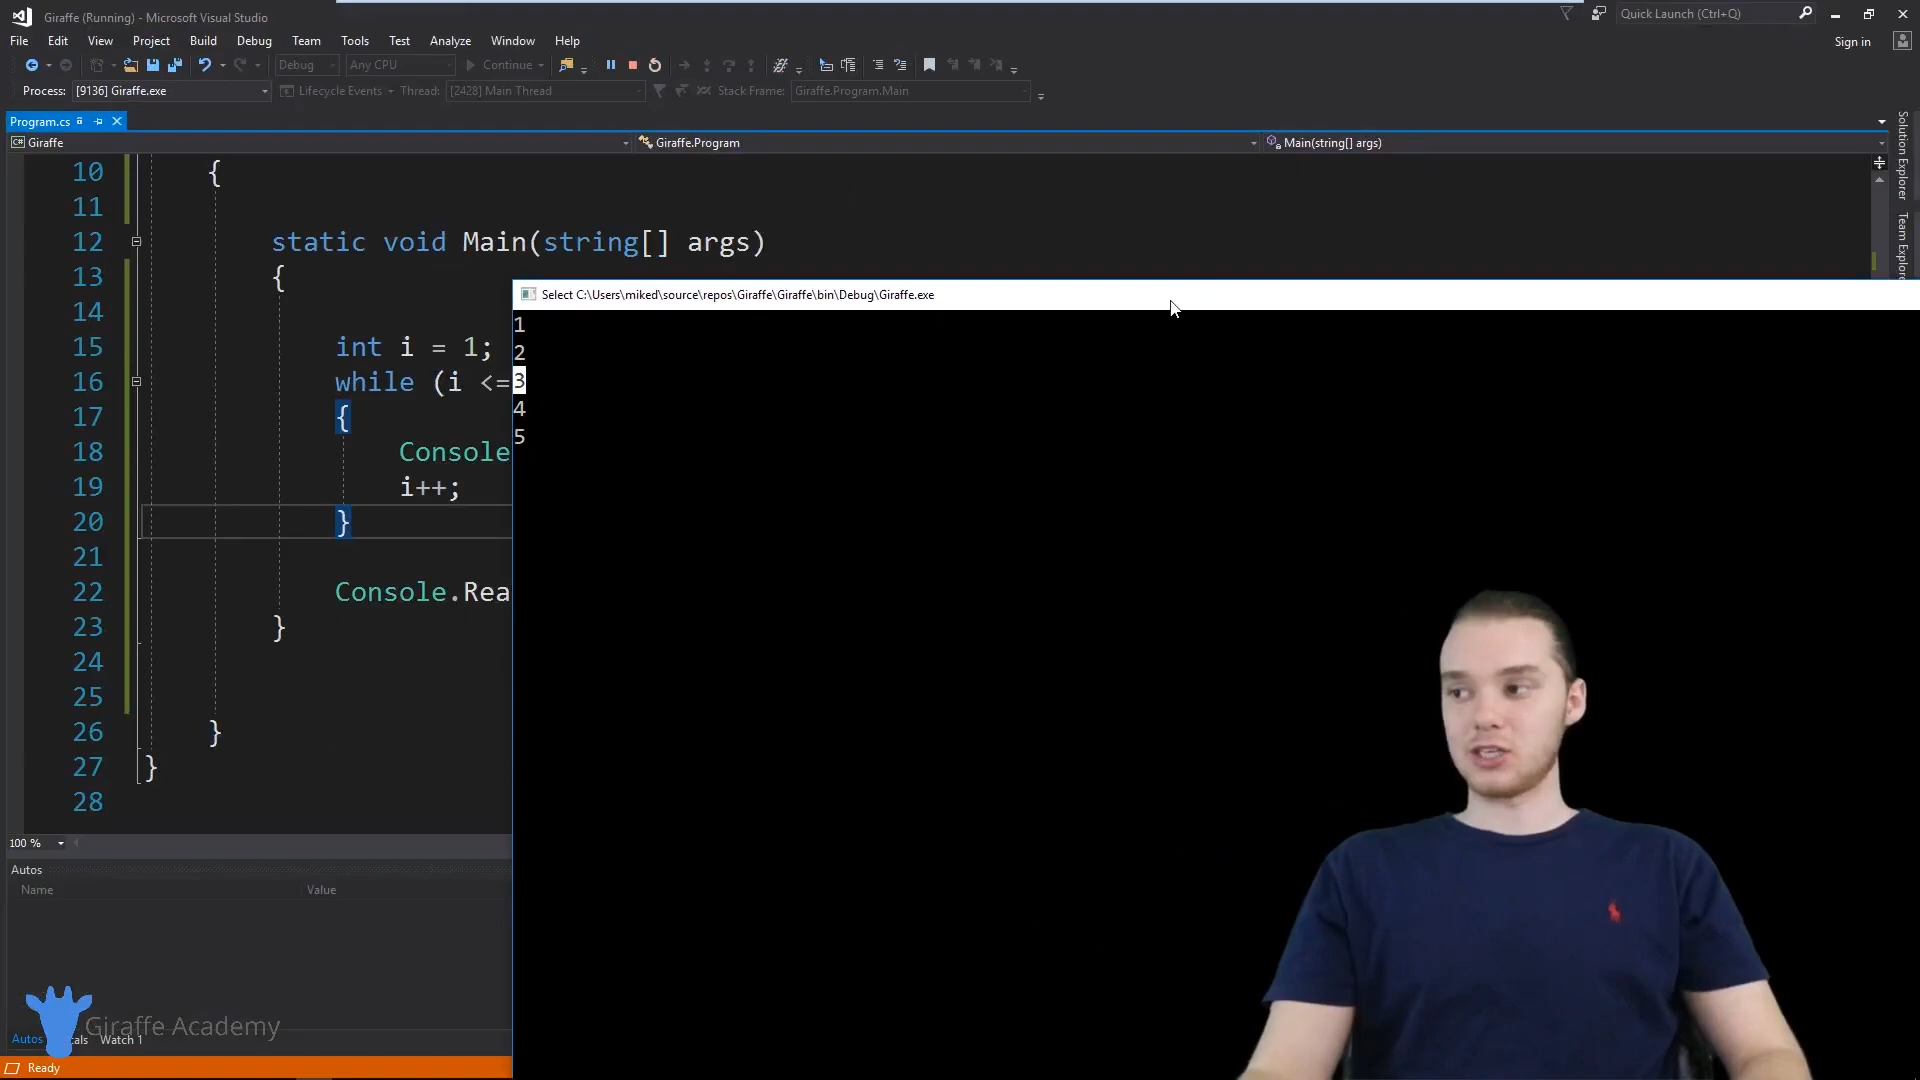 Giraffe (Running) - Microsoft Visual Studio
Quick Launch (Ctrl+Q)
File Edit View Project Build Debug Team Tools Test Analyze Window Help
Sign in
Debug Any CPU Continue
Process: [9136] Giraffe.exe Lifecycle Events Thread: [2428] Main Thread Stack Frame: Giraffe.Program.Main
Program.cs
Giraffe Giraffe.Program Main(string[] args)
Solution Explorer
Team Explore
10 {
11
12 static void Main(string[] args)
13 {
14
15 int i = 1;
16 while (i <=
17 {
18 Console
19 i++;
20 }
21
22 Console.Rea
23 }
24
25
26 }
27 }
28
Select C:\Users\miked\source\repos\Giraffe\Giraffe\bin\Debug\Giraffe.exe
1
2
3
4
5
100 %
Autos
Name Value
Giraffe Academy
Autos cals Watch 1
Ready